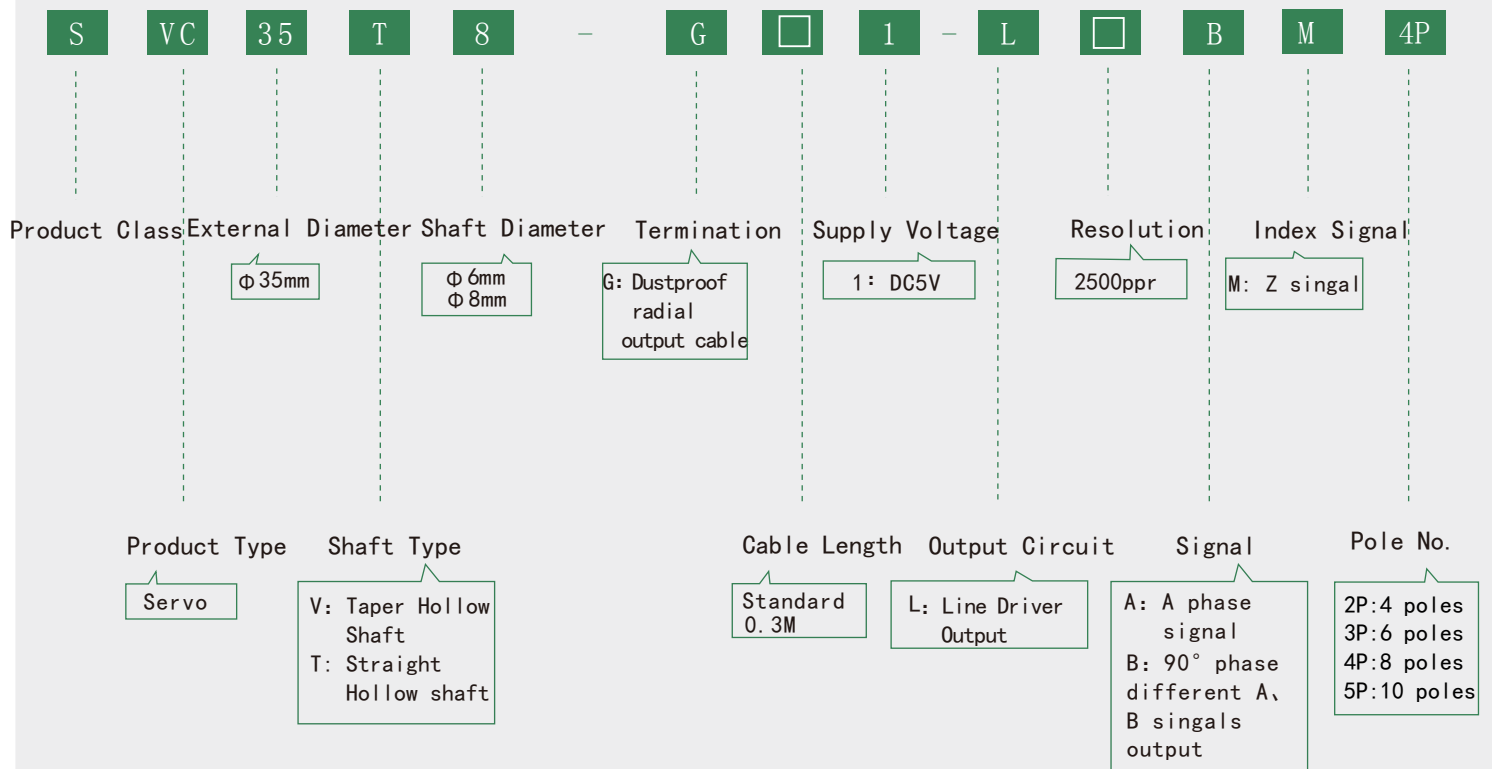 S VC 35 T 8 - G □ 1 - L □ B M 4P
Product Class External Diameter Shaft Diameter Termination Supply Voltage Resolution Index Signal
Φ35mm
Φ6mm
Φ8mm
G: Dustproof
radial
output cable
1: DC5V
2500ppr
M: Z singal
Product Type Shaft Type Cable Length Output Circuit Signal Pole No.
Servo
V: Taper Hollow
Shaft
T: Straight
Hollow shaft
Standard
0.3M
L: Line Driver
Output
A: A phase
signal
B: 90° phase
different A、
B singals
output
2P:4 poles
3P:6 poles
4P:8 poles
5P:10 poles